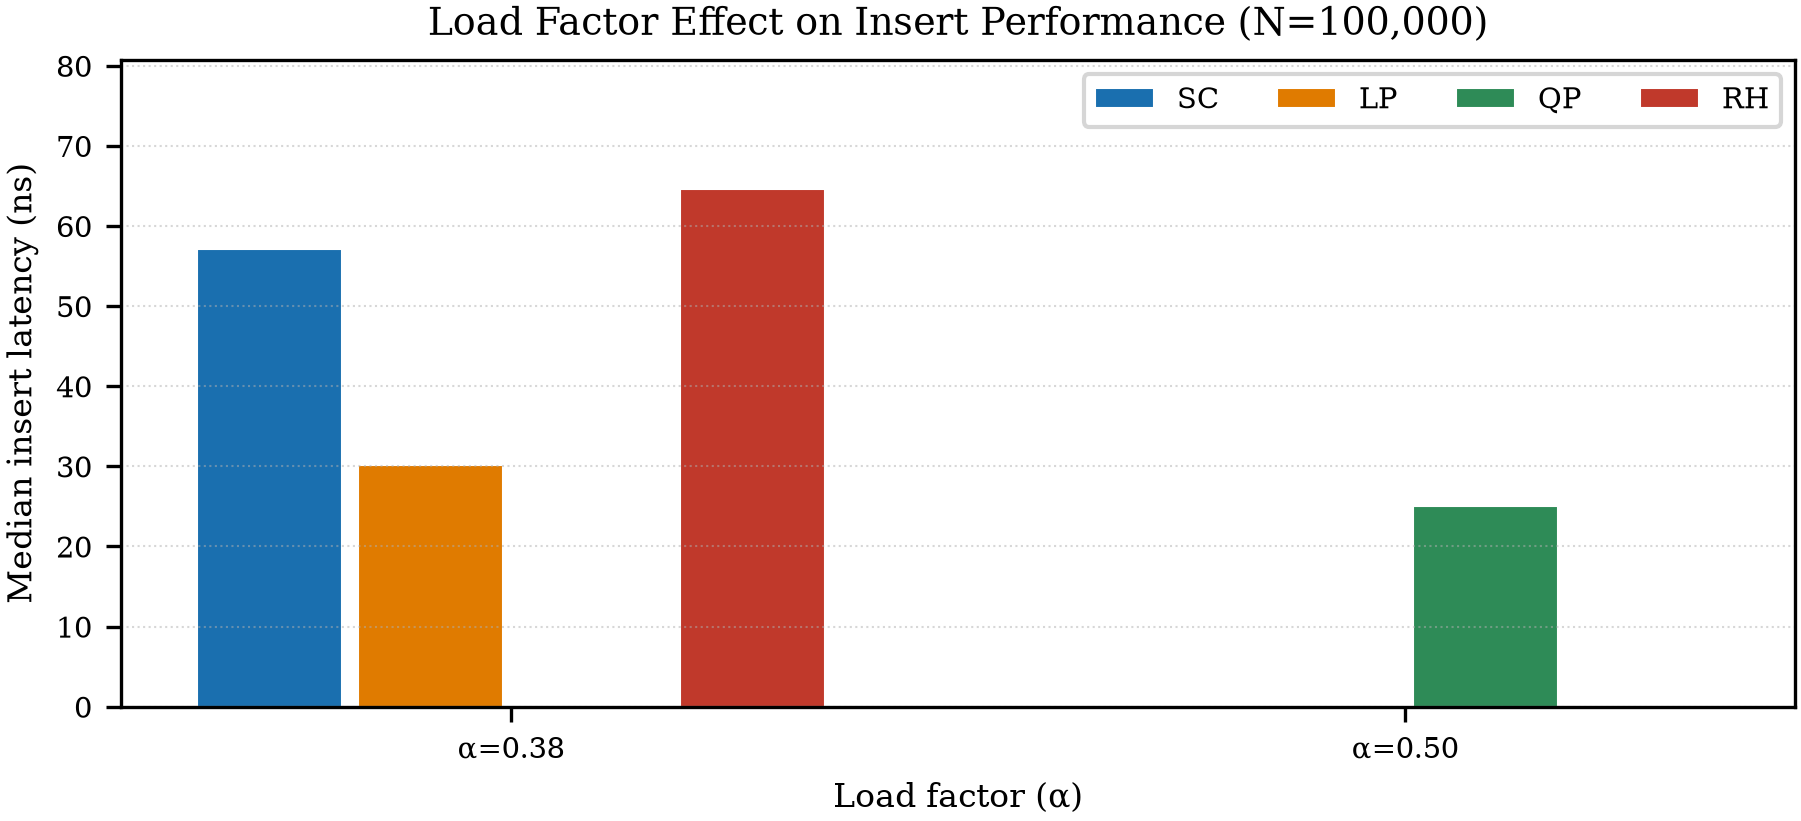 Load Factor Effect on Insert Performance (N=100,000)
SC LP QP RH
Median insert latency (ns)
80
70
60
50
40
30
20
10
0
α=0.38 α=0.50
Load factor (α)